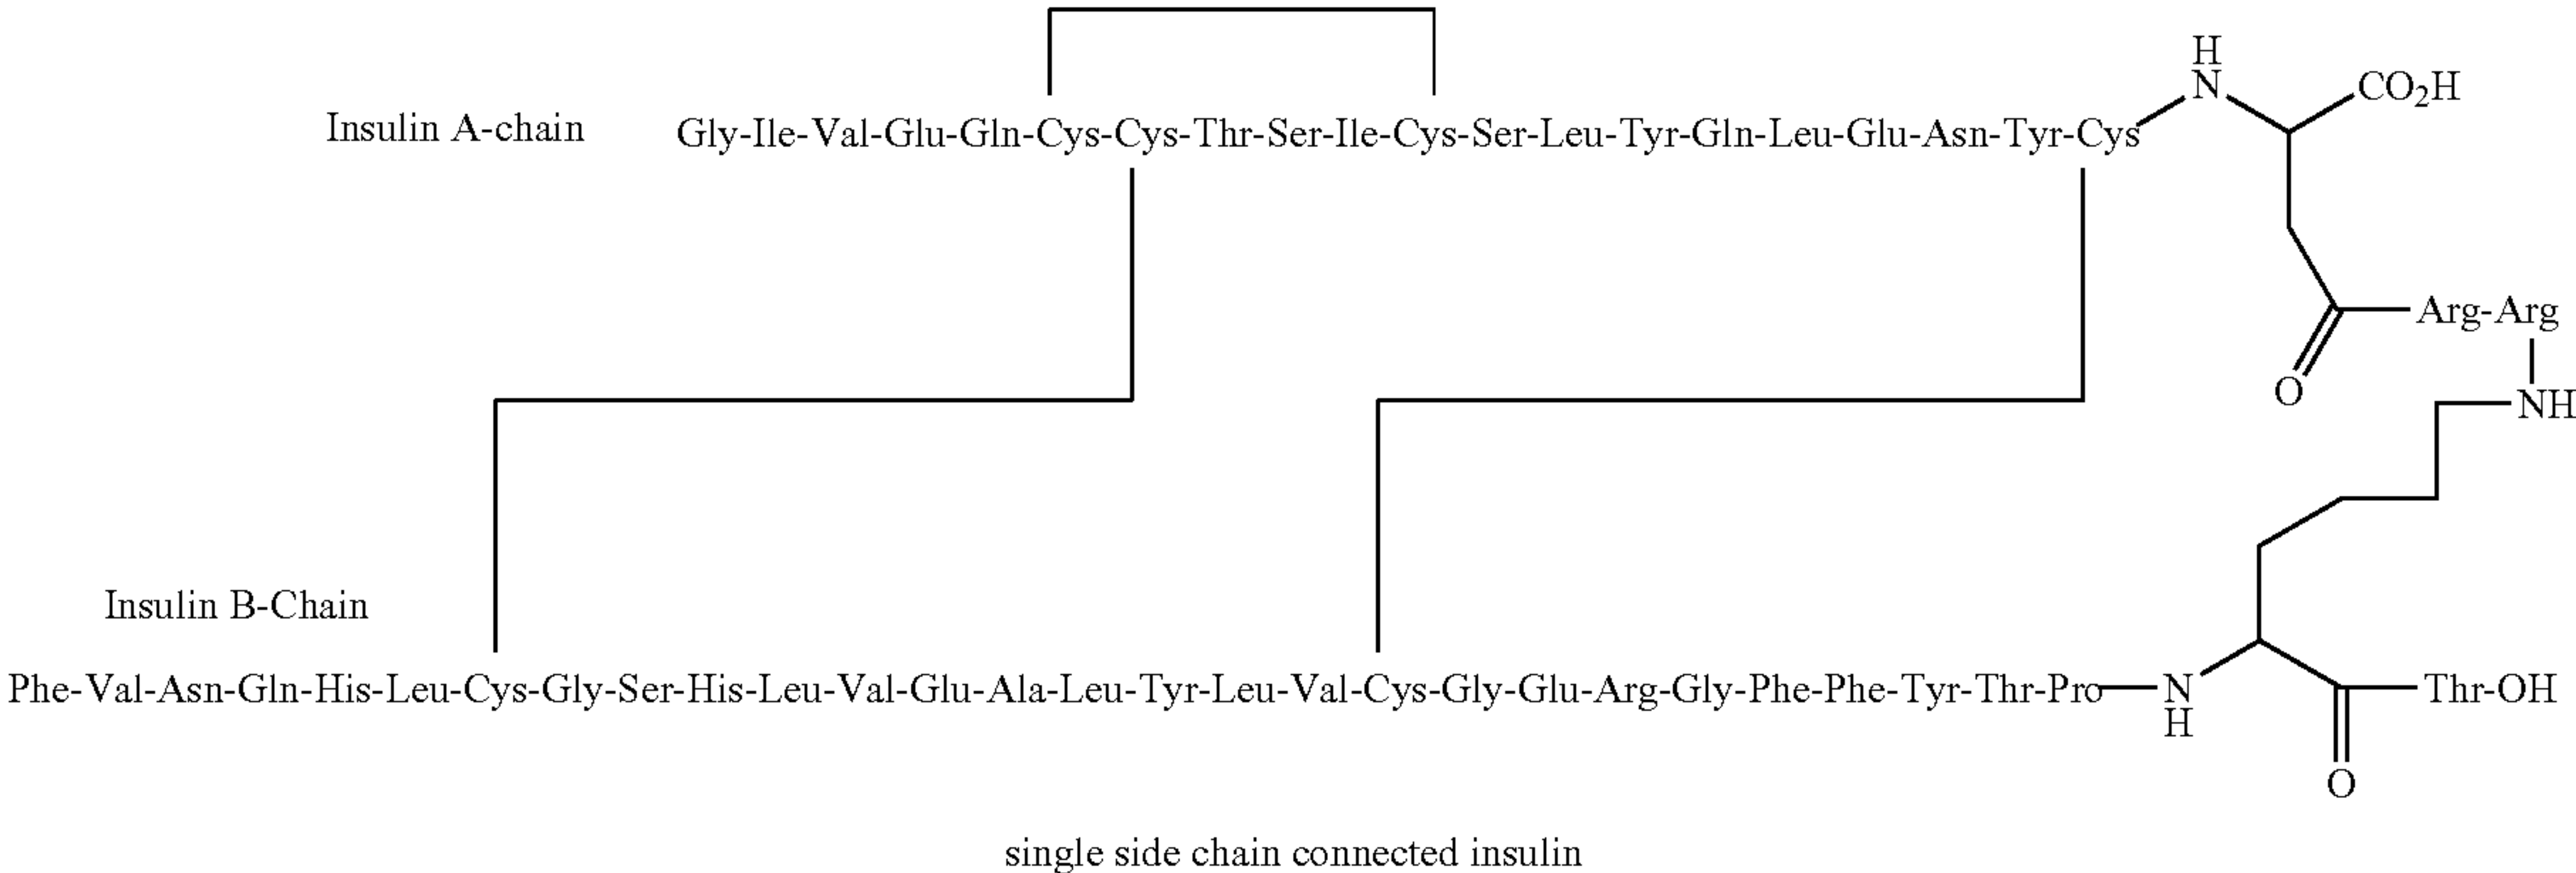 H
N
CO₂H
Insulin A-chain
Gly-Ile-Val-Glu-Gln-Cys-Cys-Thr-Ser-Ile-Cys-Ser-Leu-Tyr-Gln-Leu-Glu-Asn-Tyr-Cys
Arg-Arg
O
NH
Insulin B-Chain
Phe-Val-Asn-Gln-His-Leu-Cys-Gly-Ser-His-Leu-Val-Glu-Ala-Leu-Tyr-Leu-Val-Cys-Gly-Glu-Arg-Gly-Phe-Phe-Tyr-Thr-Pro
N
H
Thr-OH
O
single side chain connected insulin